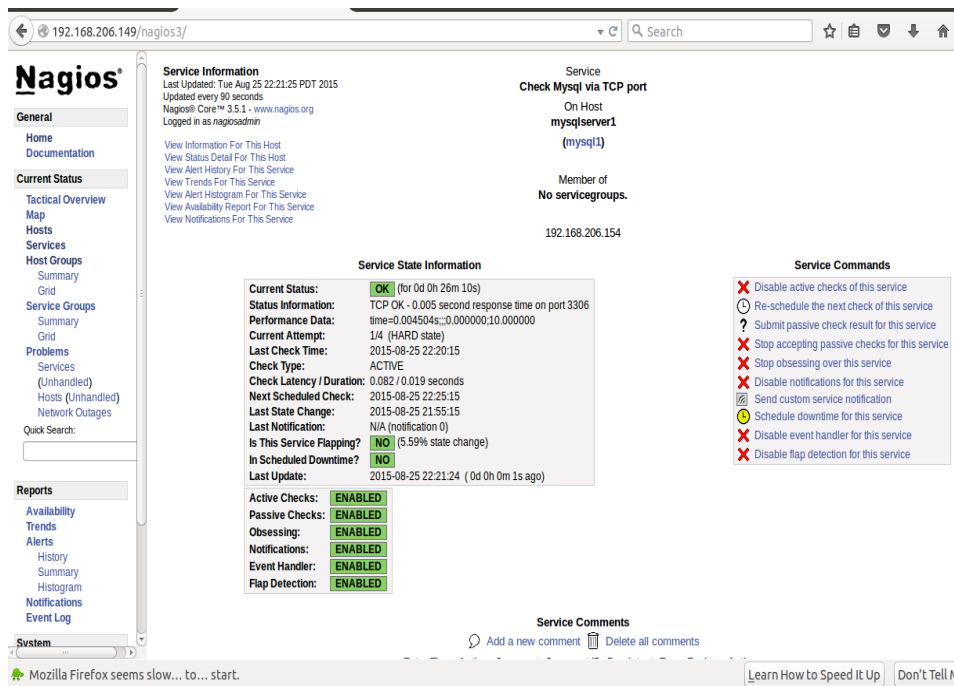 192.168.206.149/nagios3/
Search
Nagios®
General
Home
Documentation
Current Status
Tactical Overview
Map
Hosts
Services
Host Groups
Summary
Grid
Service Groups
Summary
Grid
Problems
Services
(Unhandled)
Hosts (Unhandled)
Network Outages
Quick Search:
Reports
Availability
Trends
Alerts
History
Summary
Histogram
Notifications
Event Log
System
Service Information
Last Updated: Tue Aug 25 22:21:25 PDT 2015
Updated every 90 seconds
Nagios® Core™ 3.5.1 - www.nagios.org
Logged in as nagiosadmin
View Information For This Host
View Status Detail For This Host
View Alert History For This Service
View Trends For This Service
View Alert Histogram For This Service
View Availability Report For This Service
View Notifications For This Service
Service
Check Mysql via TCP port
On Host
mysqlserver1
(mysql1)
Member of
No servicegroups.
192.168.206.154
Service State Information
Current Status: OK (for 0d 0h 26m 10s)
Status Information: TCP OK - 0.005 second response time on port 3306
Performance Data: time=0.004504s;;;0.000000;10.000000
Current Attempt: 1/4 (HARD state)
Last Check Time: 2015-08-25 22:20:15
Check Type: ACTIVE
Check Latency / Duration: 0.082 / 0.019 seconds
Next Scheduled Check: 2015-08-25 22:25:15
Last State Change: 2015-08-25 21:55:15
Last Notification: N/A (notification 0)
Is This Service Flapping? NO (5.59% state change)
In Scheduled Downtime? NO
Last Update: 2015-08-25 22:21:24 ( 0d 0h 0m 1s ago)
Active Checks: ENABLED
Passive Checks: ENABLED
Obsessing: ENABLED
Notifications: ENABLED
Event Handler: ENABLED
Flap Detection: ENABLED
Service Commands
Disable active checks of this service
Re-schedule the next check of this service
Submit passive check result for this service
Stop accepting passive checks for this service
Stop obsessing over this service
Disable notifications for this service
Send custom service notification
Schedule downtime for this service
Disable event handler for this service
Disable flap detection for this service
Service Comments
Add a new comment Delete all comments
Mozilla Firefox seems slow... to... start.
Learn How to Speed It Up
Don't Tell